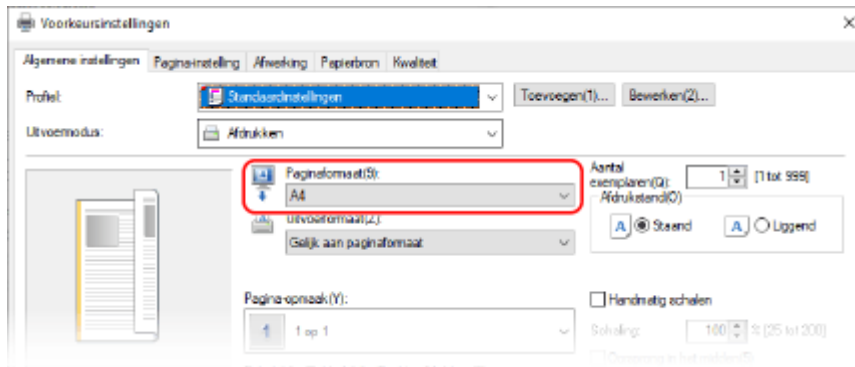 Voorkeursinstellingen
Algemene instellingen Pagina-instelling Afwerking Papierbron Kwaliteit
Profiel: Standaardinstellingen Toevoegen(1)... Bewerken(2)...
Uitvoermodus: Afdrukken
Paginaformaat(S):
A4
Uitvoerformaat(Z):
Gelijk aan paginaformaat
Aantal
exemplaren(Q): 1 [1 tot 999]
Afdrukstand(O)
A Staand A Liggend
Pagina-opmaak(Y):
1 1 op 1
Handmatig schalen
Schaling: 100 % [25 tot 200]